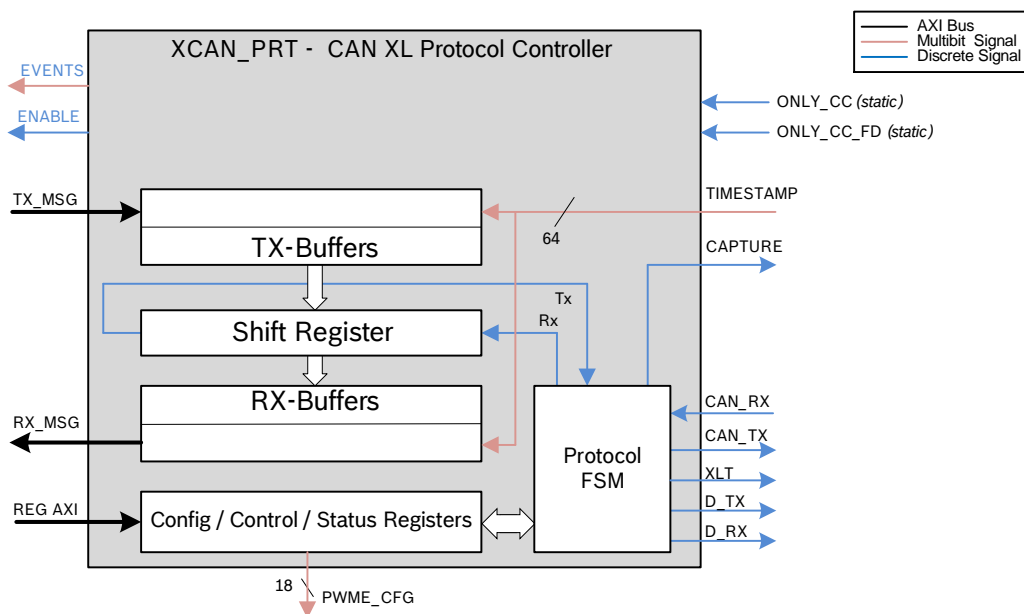 XCAN_PRT - CAN XL Protocol Controller
AXI Bus
Multibit Signal
Discrete Signal
EVENTS
ENABLE
ONLY_CC (static)
ONLY_CC_FD (static)
TX_MSG
TIMESTAMP
64
TX-Buffers
CAPTURE
Tx
Rx
Shift Register
RX-Buffers
RX_MSG
CAN_RX
CAN_TX
Protocol
FSM
XLT
D_TX
D_RX
REG AXI
Config / Control / Status Registers
18
PWME_CFG